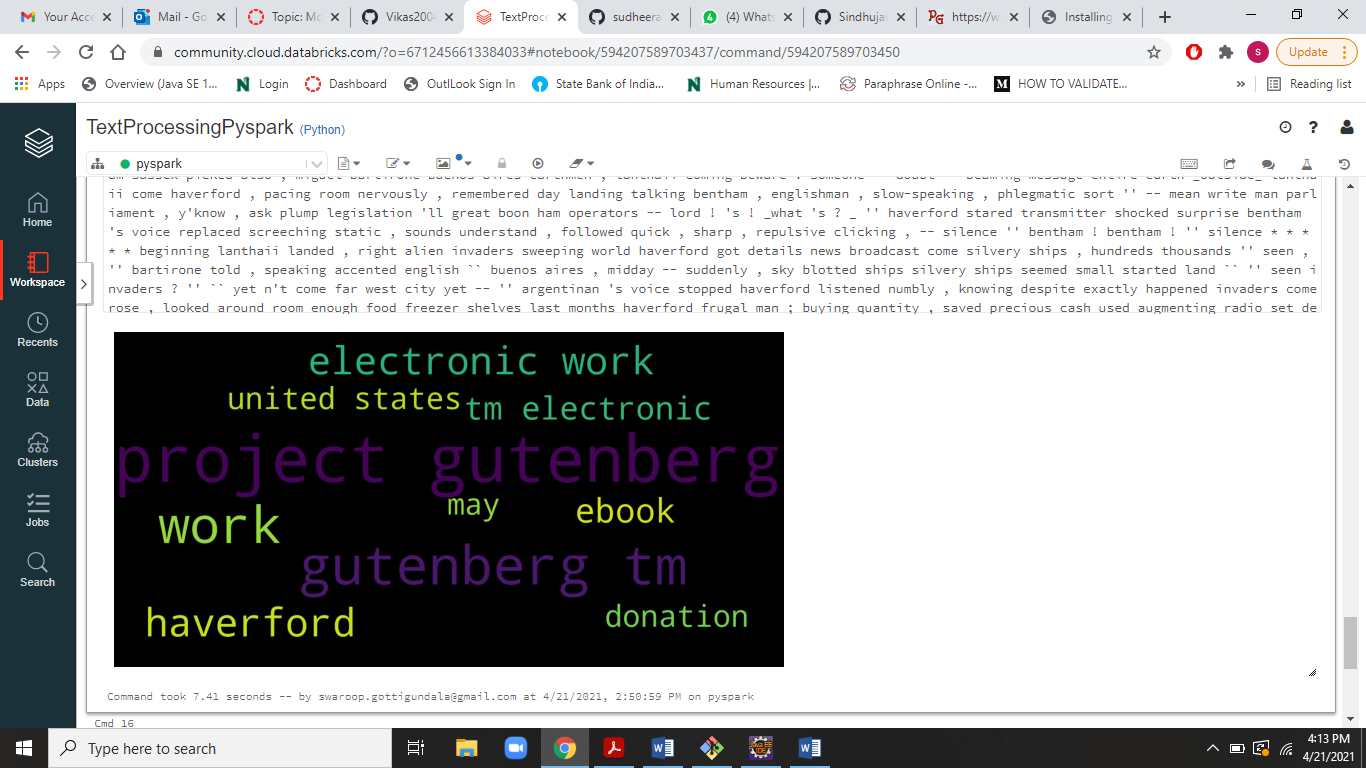 Your Acce
Mail - Go
Topic: Mo
Vikas2004
TextProce
sudheera
(4) Whats
Sindhuja
https://w
Installing
community.cloud.databricks.com/?o=6712456613384033#notebook/594207589703437/command/594207589703450
S
Update
Apps
Overview (Java SE 1...
Login
Dashboard
OutlLook Sign In
State Bank of India...
Human Resources |...
Paraphrase Online -...
HOW TO VALIDATE...
»
Reading list
TextProcessingPyspark (Python)
pyspark
Home
Workspace
Recents
Data
Clusters
Jobs
Search
ii come haverford , pacing room nervously , remembered day landing talking bentham , englishman , slow-speaking , phlegmatic sort '' -- mean write man parl
iament , y'know , ask plump legislation 'll great boon ham operators -- lord ! 's ! _what 's ? _ '' haverford stared transmitter shocked surprise bentham
's voice replaced screeching static , sounds understand , followed quick , sharp , repulsive clicking , -- silence '' bentham ! bentham ! '' silence * * *
* * beginning lanthaii landed , right alien invaders sweeping world haverford got details news broadcast come silvery ships , hundreds thousands '' seen ,
'' bartirone told , speaking accented english `` buenos aires , midday -- suddenly , sky blotted ships silvery ships seemed small started land `` '' seen i
nvaders ? '' `` yet n't come far west city yet -- '' argentinan 's voice stopped haverford listened numbly , knowing despite exactly happened invaders come
rose , looked around room enough food freezer shelves last months haverford frugal man ; buying quantity , saved precious cash used augmenting radio set de
electronic work
united states
tm electronic
project gutenberg
may
ebook
work
gutenberg tm
haverford
donation
Command took 7.41 seconds -- by swaroop.gottigundala@gmail.com at 4/21/2021, 2:50:59 PM on pyspark
Cmd 16
Type here to search
4:13 PM
4/21/2021